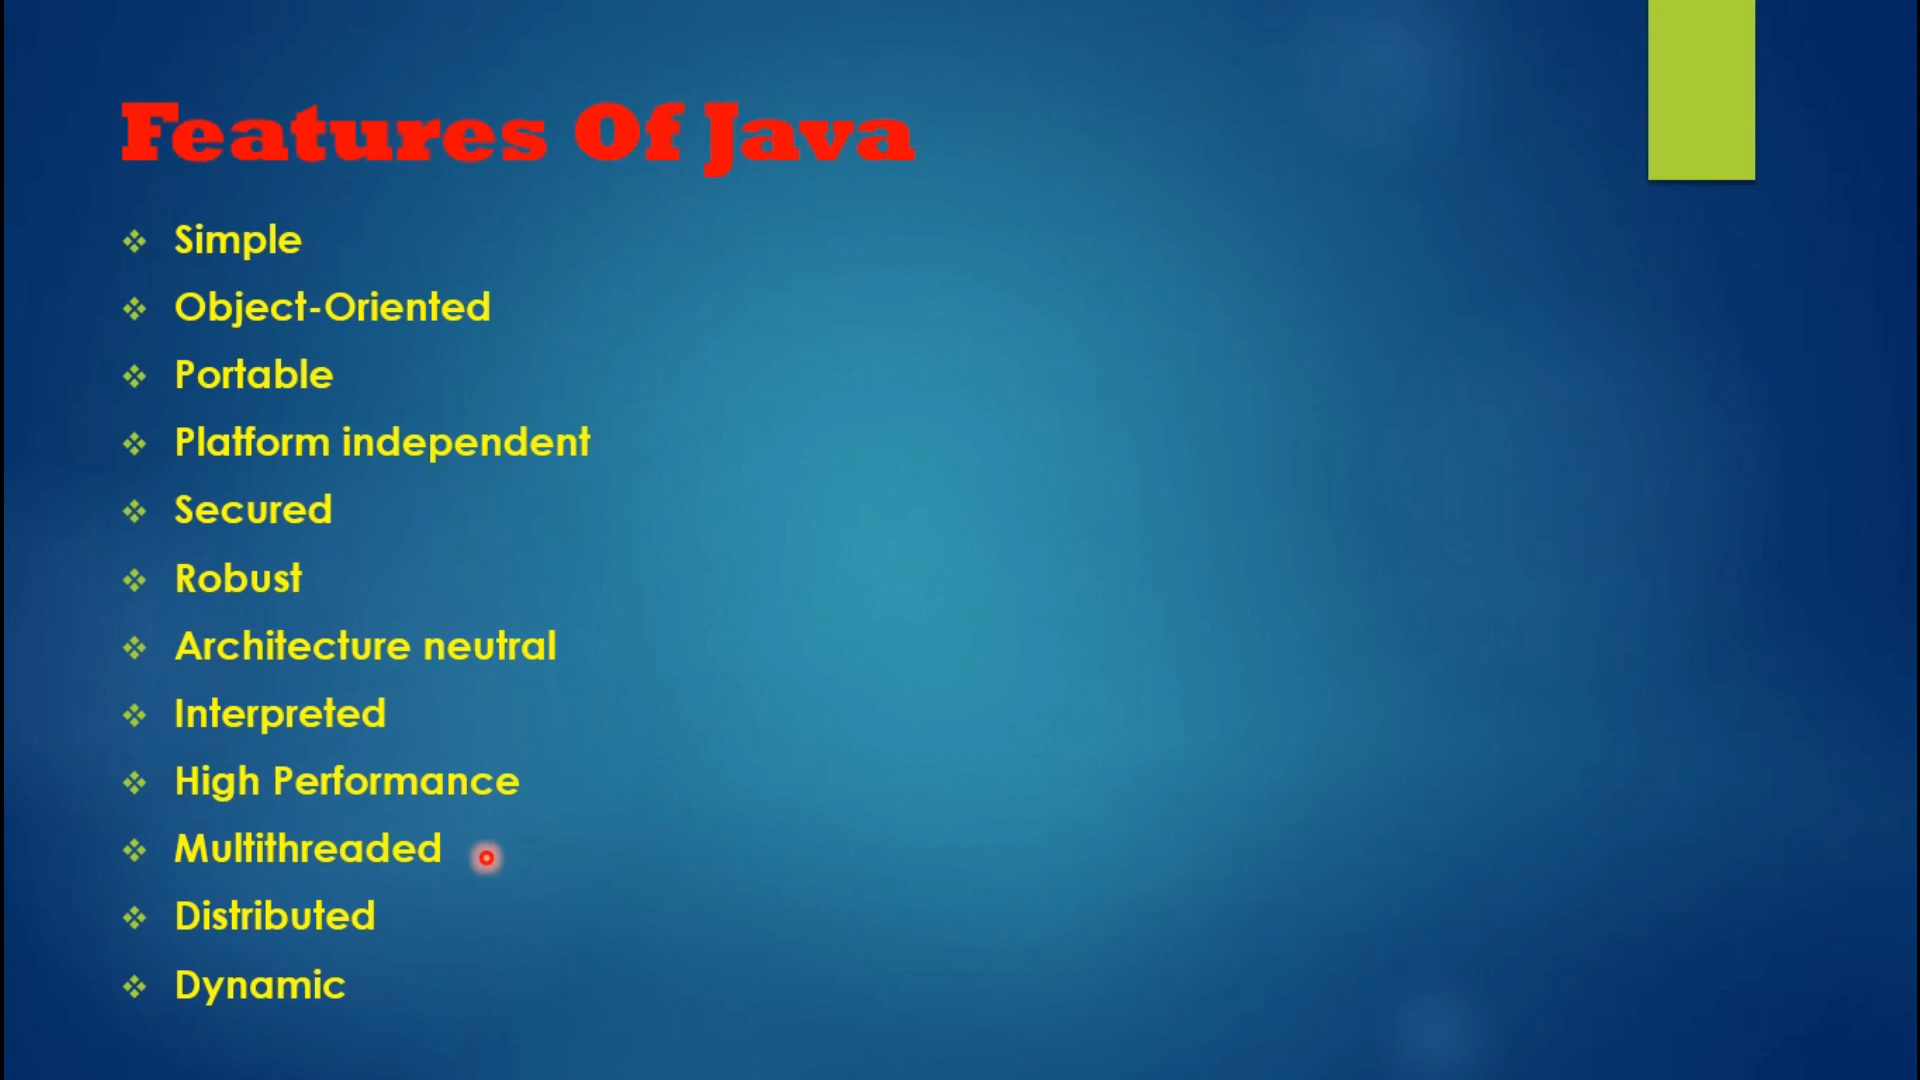 Features Of Java
Simple
Object-Oriented
Portable
Platform independent
Secured
Robust
Architecture neutral
Interpreted
High Performance
Multithreaded
Distributed
Dynamic